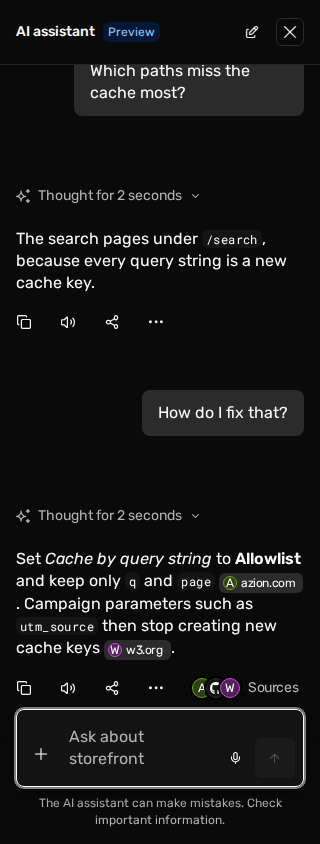 AI assistant Preview
Which paths miss the
cache most?
Thought for 2 seconds
The search pages under /search,
because every query string is a new
cache key.
How do I fix that?
Thought for 2 seconds
Set Cache by query string to Allowlist
and keep only q and page A azion.com
. Campaign parameters such as
utm_source then stop creating new
cache keys W w3.org.
A W Sources
Ask about
storefront
The AI assistant can make mistakes. Check
important information.